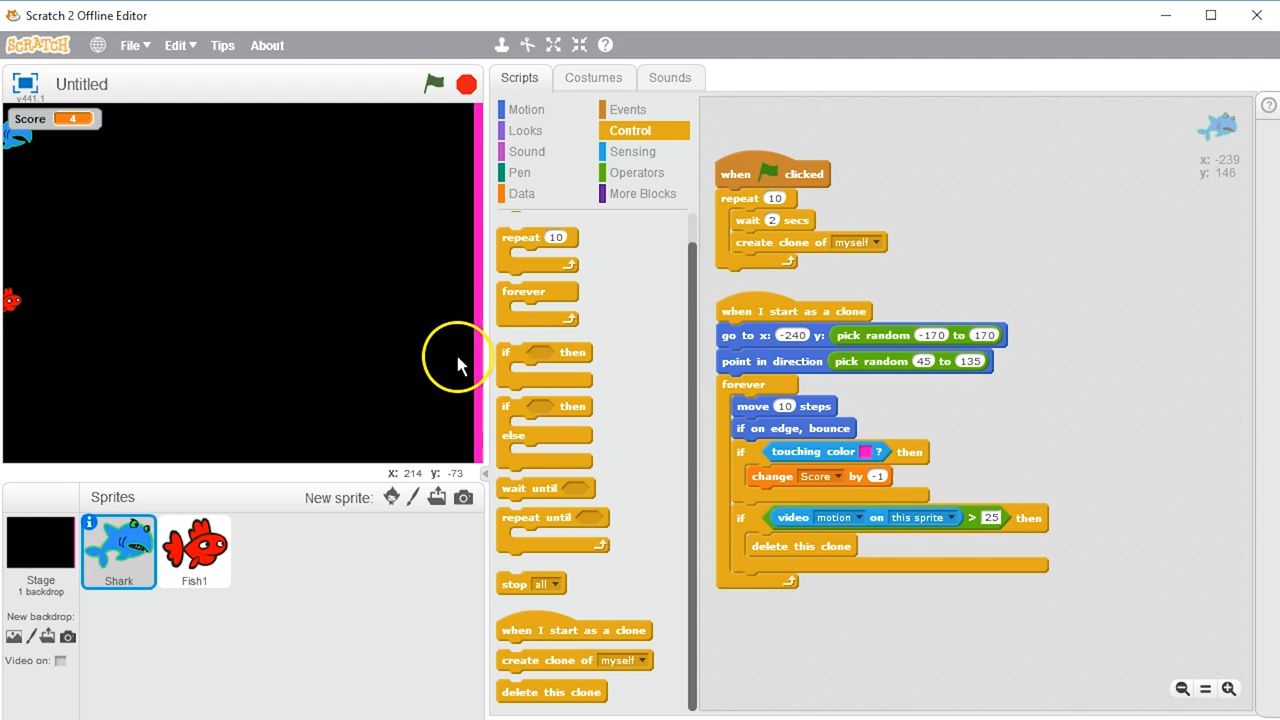 Scratch 2 Offline Editor
SCRATCH File Edit Tips About
v441.1
Untitled
Scripts Costumes Sounds
Score 4
Motion Events
Looks Control
Sound Sensing
Pen Operators
Data More Blocks
repeat 10
forever
if then
if then
else
wait until
repeat until
stop all
when I start as a clone
create clone of myself
delete this clone
x: -239
y: 146
when clicked
repeat 10
wait 2 secs
create clone of myself
when I start as a clone
go to x: -240 y: pick random -170 to 170
point in direction pick random 45 to 135
forever
move 10 steps
if on edge, bounce
if touching color ? then
change Score by -1
if video motion on this sprite > 25 then
delete this clone
x: 214 y: -73
Sprites New sprite:
Stage
1 backdrop
Shark
Fish1
New backdrop:
Video on: